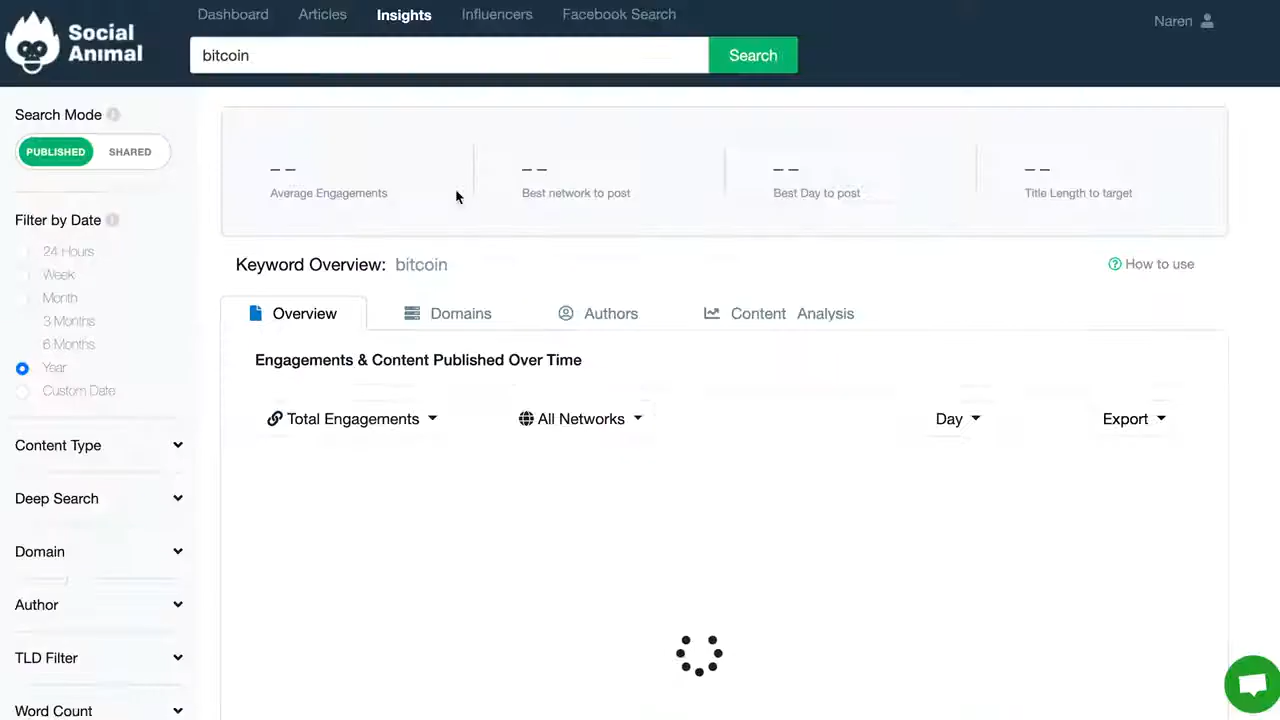 Dashboard Articles Insights Influencers Facebook Search
Naren
Social
Animal
bitcoin
Search
Search Mode
PUBLISHED SHARED
-- -- -- --
Average Engagements Best network to post Best Day to post Title Length to target
Filter by Date
24 Hours
Week
Month
3 Months
6 Months
Year
Custom Date
Content Type
Deep Search
Domain
Author
TLD Filter
Word Count
Keyword Overview: bitcoin
How to use
Overview Domains Authors Content Analysis
Engagements & Content Published Over Time
Total Engagements All Networks Day Export